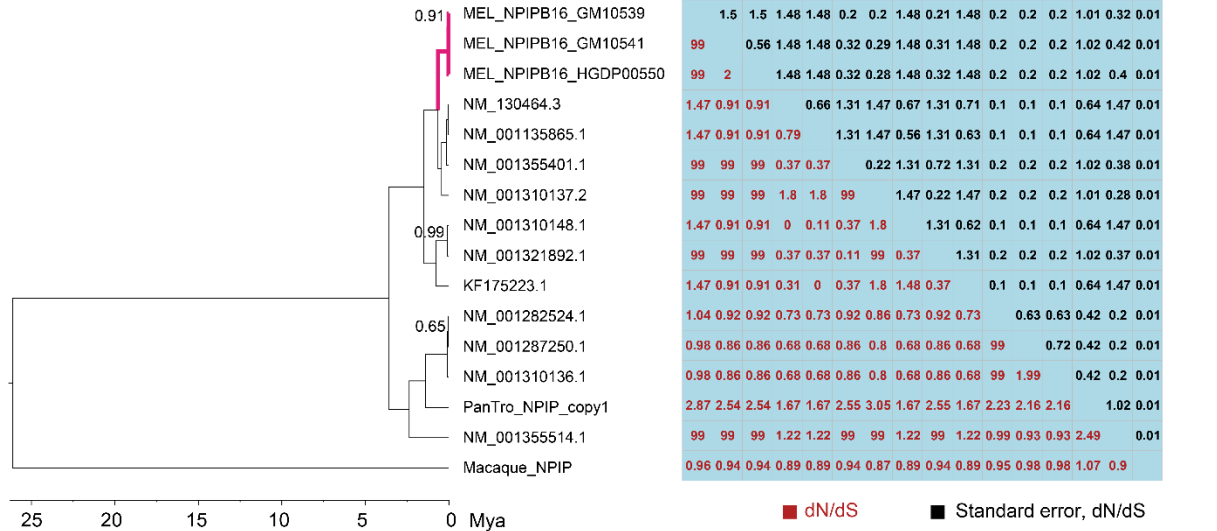 0.91 MEL_NPIPB16_GM10539 1.5 1.5 1.48 1.48 0.2 0.2 1.48 0.21 1.48 0.2 0.2 0.2 1.01 0.32 0.01
MEL_NPIPB16_GM10541 99 0.56 1.48 1.48 0.32 0.29 1.48 0.31 1.48 0.2 0.2 0.2 1.02 0.42 0.01
MEL_NPIPB16_HGDP00550 99 2 1.48 1.48 0.32 0.28 1.48 0.32 1.48 0.2 0.2 0.2 1.02 0.4 0.01
NM_130464.3 1.47 0.91 0.91 0.66 1.31 1.47 0.67 1.31 0.71 0.1 0.1 0.1 0.64 1.47 0.01
NM_001135865.1 1.47 0.91 0.91 0.79 1.31 1.47 0.56 1.31 0.63 0.1 0.1 0.1 0.64 1.47 0.01
NM_001355401.1 99 99 99 0.37 0.37 0.22 1.31 0.72 1.31 0.2 0.2 0.2 1.02 0.38 0.01
NM_001310137.2 99 99 99 1.8 1.8 99 1.47 0.22 1.47 0.2 0.2 0.2 1.01 0.28 0.01
0.99 NM_001310148.1 1.47 0.91 0.91 0 0.11 0.37 1.8 1.31 0.62 0.1 0.1 0.1 0.64 1.47 0.01
NM_001321892.1 99 99 99 0.37 0.37 0.11 99 0.37 1.31 0.2 0.2 0.2 1.02 0.37 0.01
KF175223.1 1.47 0.91 0.91 0.31 0 0.37 1.8 1.48 0.37 0.1 0.1 0.1 0.64 1.47 0.01
NM_001282524.1 1.04 0.92 0.92 0.73 0.73 0.92 0.86 0.73 0.92 0.73 0.63 0.63 0.42 0.2 0.01
0.65 NM_001287250.1 0.98 0.86 0.86 0.68 0.68 0.86 0.8 0.68 0.86 0.68 99 0.72 0.42 0.2 0.01
NM_001310136.1 0.98 0.86 0.86 0.68 0.68 0.86 0.8 0.68 0.86 0.68 99 1.99 0.42 0.2 0.01
PanTro_NPIP_copy1 2.87 2.54 2.54 1.67 1.67 2.55 3.05 1.67 2.55 1.67 2.23 2.16 2.16 1.02 0.01
NM_001355514.1 99 99 99 1.22 1.22 99 99 1.22 99 1.22 0.99 0.93 0.93 2.49 0.01
Macaque_NPIP 0.96 0.94 0.94 0.89 0.89 0.94 0.87 0.89 0.94 0.89 0.95 0.98 0.98 1.07 0.9
25 20 15 10 5 0 Mya
dN/dS Standard error, dN/dS